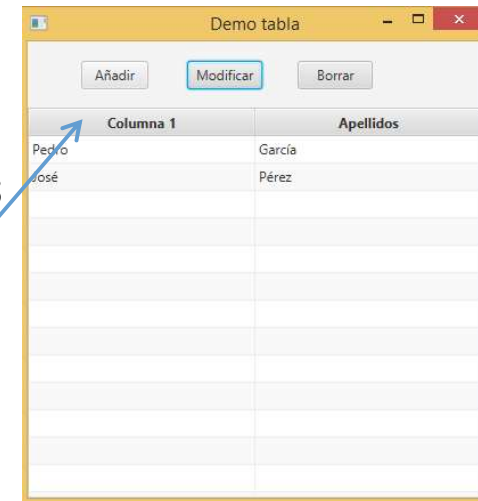 Demo tabla
Añadir Modificar Borrar
Columna 1 Apellidos
Pedro García
José Pérez